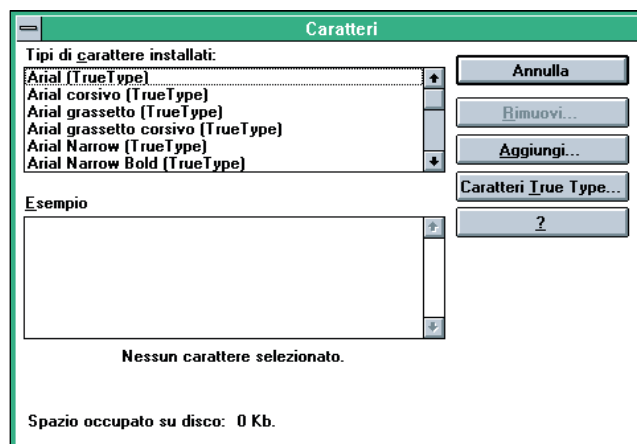 Caratteri
Tipi di carattere installati:
Arial (TrueType)
Arial corsivo (TrueType)
Arial grassetto (TrueType)
Arial grassetto corsivo (TrueType)
Arial Narrow (TrueType)
Arial Narrow Bold (TrueType)
Annulla
Rimuovi...
Aggiungi...
Caratteri True Type...
?
Esempio
Nessun carattere selezionato.
Spazio occupato su disco: 0 Kb.